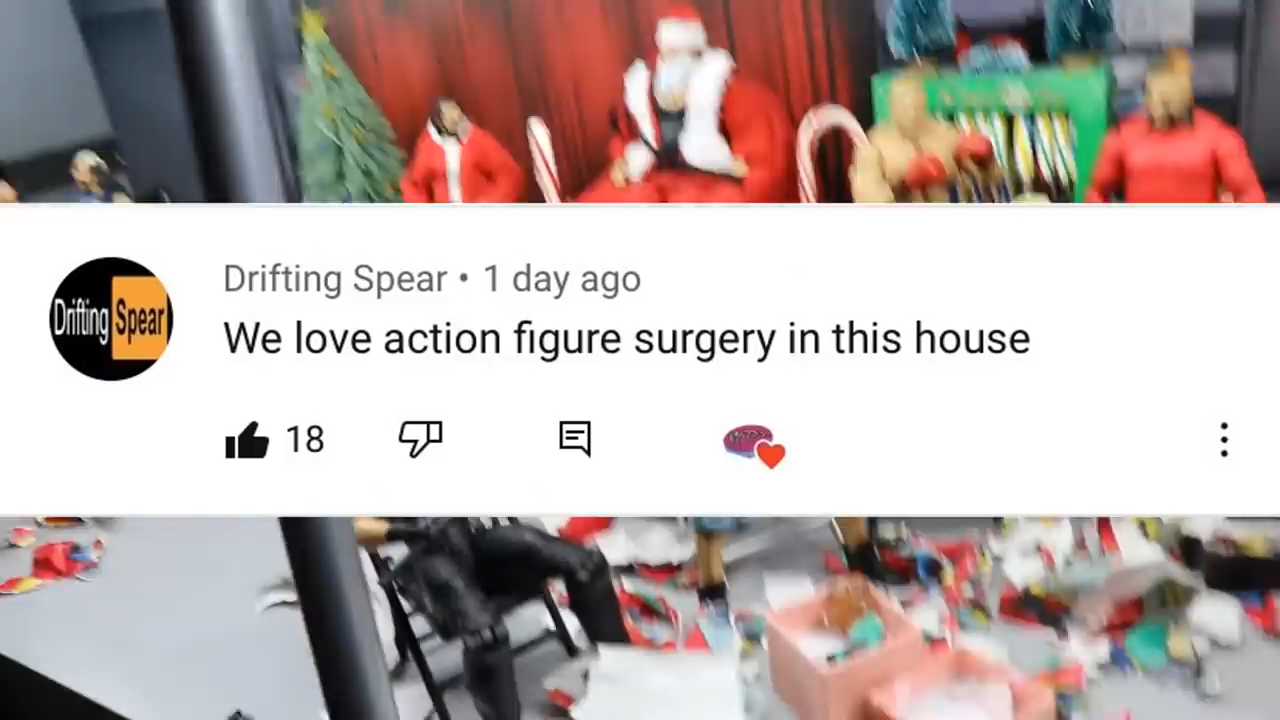 Drifting Spear • 1 day ago
Drifting Spear
We love action figure surgery in this house
18